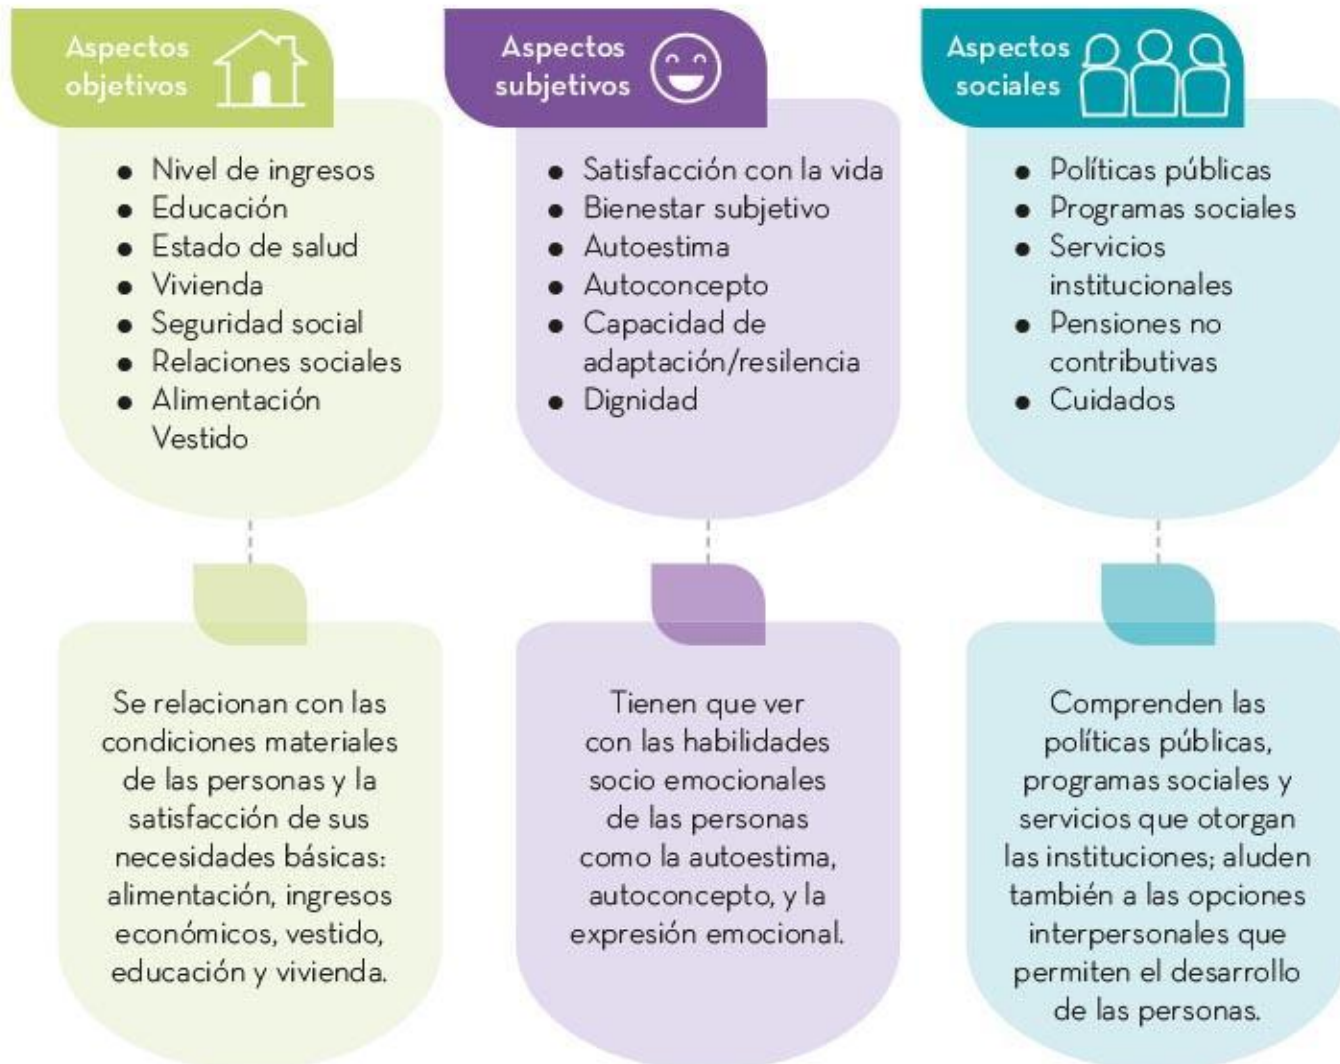 Aspectos
objetivos
● Nivel de ingresos
● Educación
● Estado de salud
● Vivienda
● Seguridad social
● Relaciones sociales
● Alimentación
Vestido
Se relacionan con las
condiciones materiales
de las personas y la
satisfacción de sus
necesidades básicas:
alimentación, ingresos
económicos, vestido,
educación y vivienda.
Aspectos
subjetivos
● Satisfacción con la vida
● Bienestar subjetivo
● Autoestima
● Autoconcepto
● Capacidad de
adaptación/resilencia
● Dignidad
Tienen que ver
con las habilidades
socio emocionales
de las personas
como la autoestima,
autoconcepto, y la
expresión emocional.
Aspectos
sociales
● Políticas públicas
● Programas sociales
● Servicios
institucionales
● Pensiones no
contributivas
● Cuidados
Comprenden las
políticas públicas,
programas sociales y
servicios que otorgan
las instituciones; aluden
también a las opciones
interpersonales que
permiten el desarrollo
de las personas.